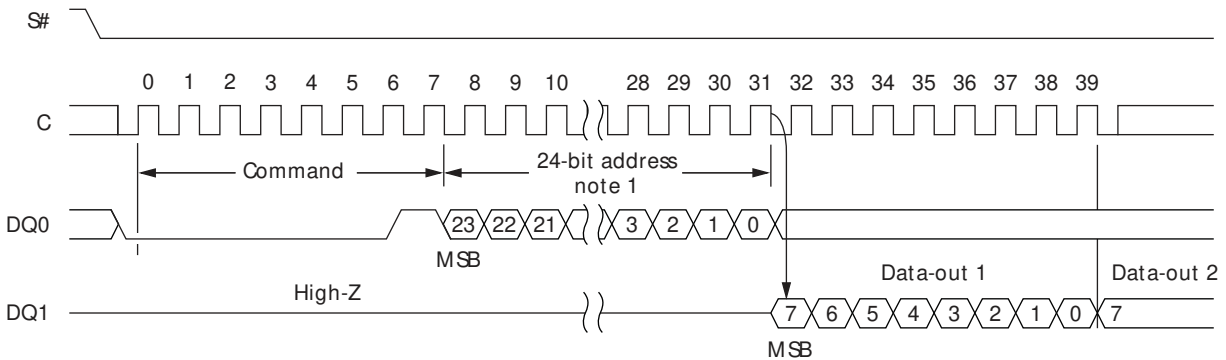 S#
0 1 2 3 4 5 6 7 8 9 10 28 29 30 31 32 33 34 35 36 37 38 39
C
Command
24-bit address
note 1
DQ0
23 22 21 3 2 1 0
MSB
Data-out 1 Data-out 2
High-Z
DQ1
7 6 5 4 3 2 1 0 7
MSB